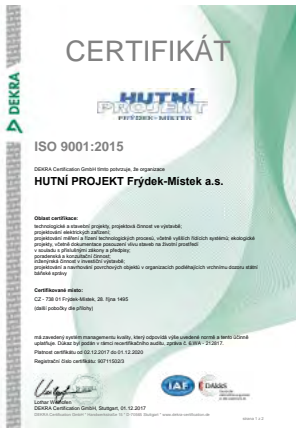 DEKRA
CERTIFIKÁT
HUTNÍ
PROJEKT
FRÝDEK-MÍSTEK
ISO 9001:2015
DEKRA Certification GmbH tímto potvrzuje, že organizace
HUTNÍ PROJEKT Frýdek-Místek a.s.
Oblast certifikace:
technologické a stavební projekty, projektová činnost ve výstavbě;
projektování elektrických zařízení;
projektování měření a řízení technologických procesů, včetně vyšších řídicích systémů; ekologické
projekty, včetně dokumentace posouzení vlivu staveb na životní prostředí
v souladu s příslušnými zákony a předpisy;
poradenská a konzultační činnost;
inženýrská činnost v investiční výstavbě;
projektování a navrhování povrchových objektů v organizacích podléhajících vrchnímu dozoru státní
báňské správy
Certifikované místo:
CZ - 738 01 Frýdek-Místek, 28. října 1495
(další pobočky dle přílohy)
má zavedený systém managementu kvality, který odpovídá výše uvedené normě a tento účinně
uplatňuje. Důkaz byl podán v rámci recertifikačního auditu, zpráva č.
Platnost certifikátu od 02.12.2017 do 01.12.2020
Registrační číslo certifikátu: 90711502/3
Lothar Weihofen
DEKRA Certification GmbH, Stuttgart, 01.12.2017
IAF
DAkkS